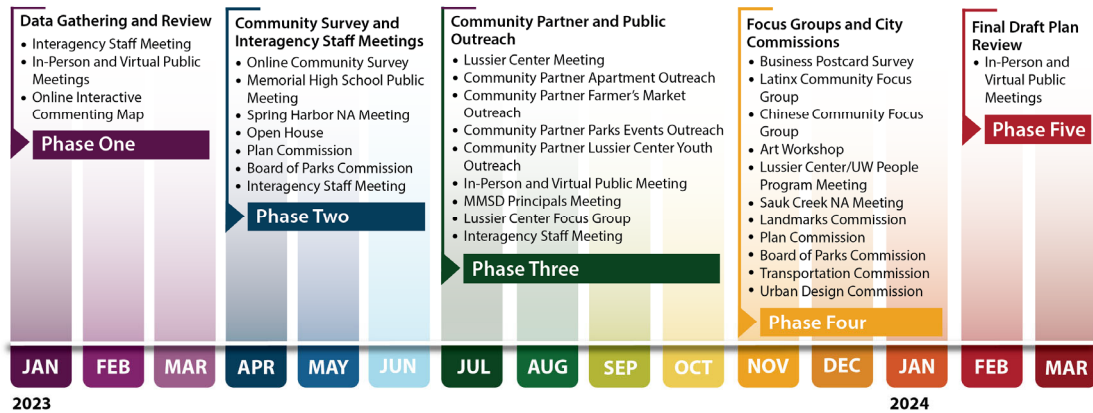 Data Gathering and Review
• Interagency Staff Meeting
• In-Person and Virtual Public
Meetings
• Online Interactive
Commenting Map
Phase One
Community Survey and
Interagency Staff Meetings
• Online Community Survey
• Memorial High School Public
Meeting
• Spring Harbor NA Meeting
• Open House
• Plan Commission
• Board of Parks Commission
• Interagency Staff Meeting
Phase Two
Community Partner and Public
Outreach
• Lussier Center Meeting
• Community Partner Apartment Outreach
• Community Partner Farmer’s Market
Outreach
• Community Partner Parks Events Outreach
• Community Partner Lussier Center Youth
Outreach
• In-Person and Virtual Public Meeting
• MMSD Principals Meeting
• Lussier Center Focus Group
• Interagency Staff Meeting
Phase Three
Focus Groups and City
Commissions
• Business Postcard Survey
• Latinx Community Focus
Group
• Chinese Community Focus
Group
• Art Workshop
• Lussier Center/UW People
Program Meeting
• Sauk Creek NA Meeting
• Landmarks Commission
• Plan Commission
• Board of Parks Commission
• Transportation Commission
• Urban Design Commission
Phase Four
Final Draft Plan
Review
• In-Person and
Virtual Public
Meetings
Phase Five
JAN FEB MAR APR MAY JUN JUL AUG SEP OCT NOV DEC JAN FEB MAR
2023 2024